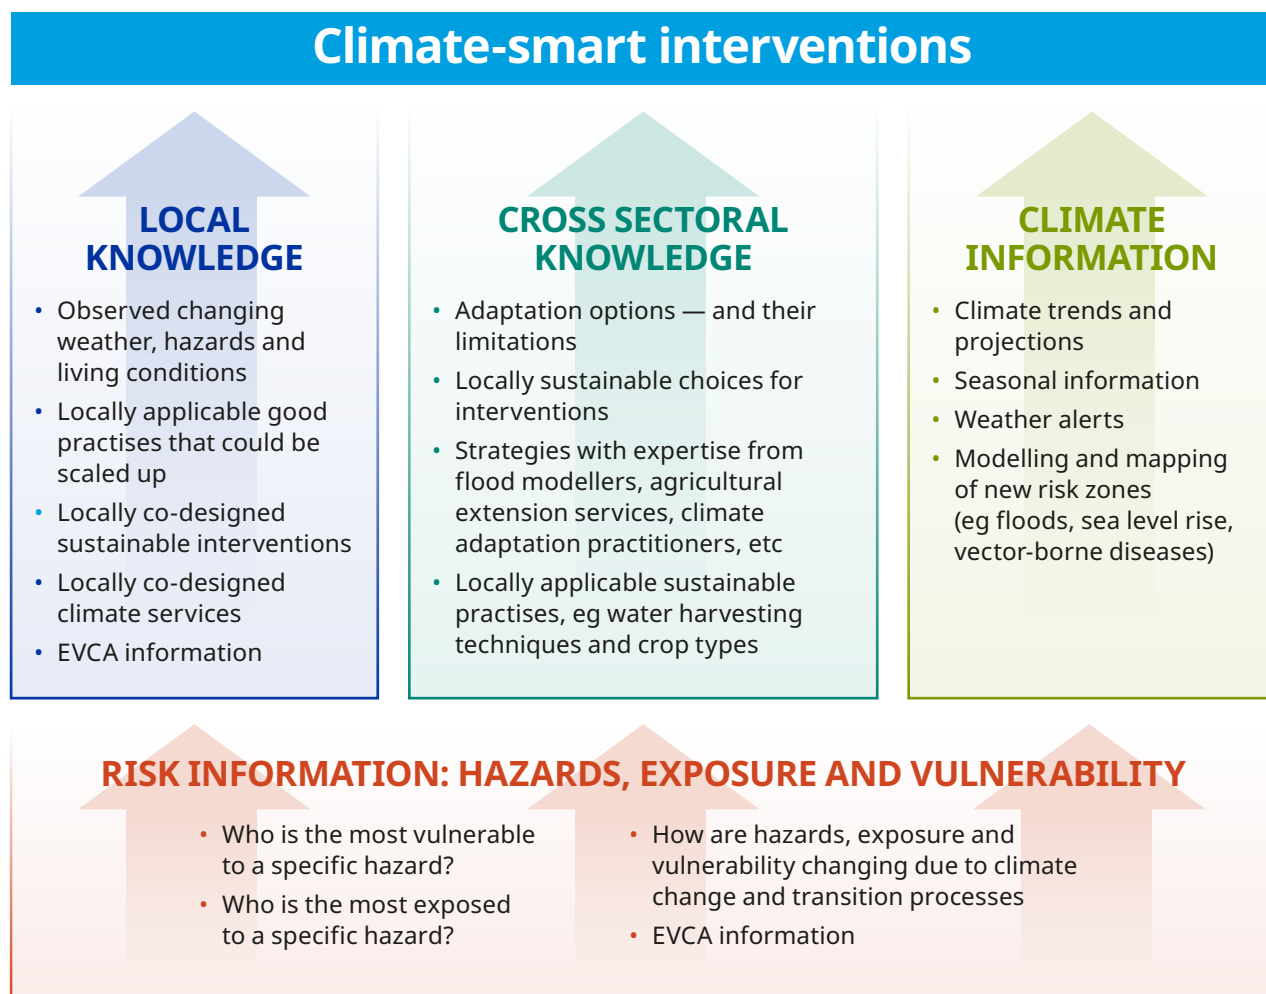 Climate-smart interventions
LOCAL
KNOWLEDGE
• Observed changing
weather, hazards and
living conditions
• Locally applicable good
practises that could be
scaled up
• Locally co-designed
sustainable interventions
• Locally co-designed
climate services
• EVCA information
CROSS SECTORAL
KNOWLEDGE
• Adaptation options — and their
limitations
• Locally sustainable choices for
interventions
• Strategies with expertise from
flood modellers, agricultural
extension services, climate
adaptation practitioners, etc
• Locally applicable sustainable
practises, eg water harvesting
techniques and crop types
CLIMATE
INFORMATION
• Climate trends and
projections
• Seasonal information
• Weather alerts
• Modelling and mapping
of new risk zones
(eg floods, sea level rise,
vector-borne diseases)
RISK INFORMATION: HAZARDS, EXPOSURE AND VULNERABILITY
• Who is the most vulnerable
to a specific hazard?
• Who is the most exposed
to a specific hazard?
• How are hazards, exposure and
vulnerability changing due to climate
change and transition processes
• EVCA information